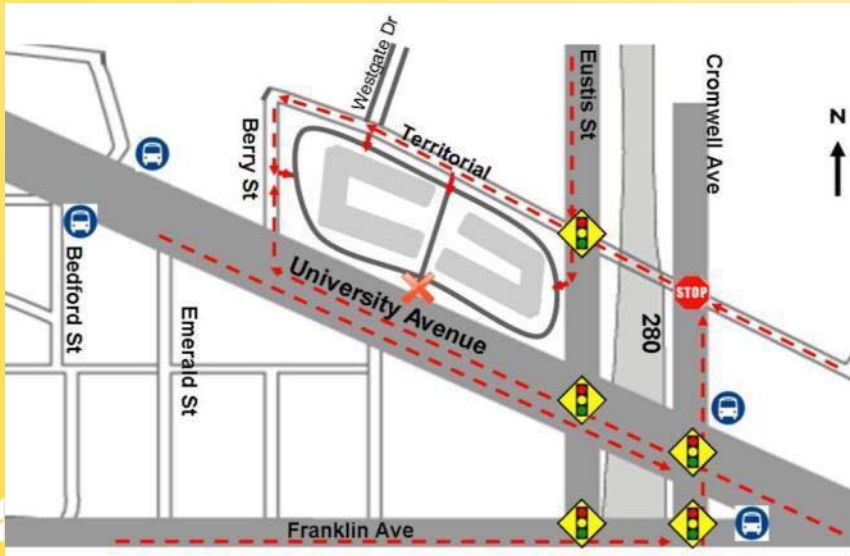 Westgate Dr
Eustis St
Cromwell Ave
N
Berry St
Territorial
Bedford St
University Avenue
STOP
280
Emerald St
Franklin Ave